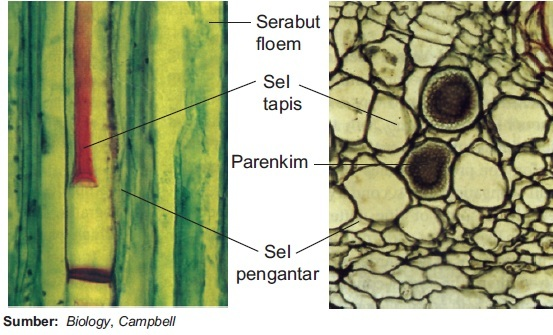 Serabut
floem
Sel
tapis
Parenkim
Sel
pengantar
Sumber: Biology, Campbell